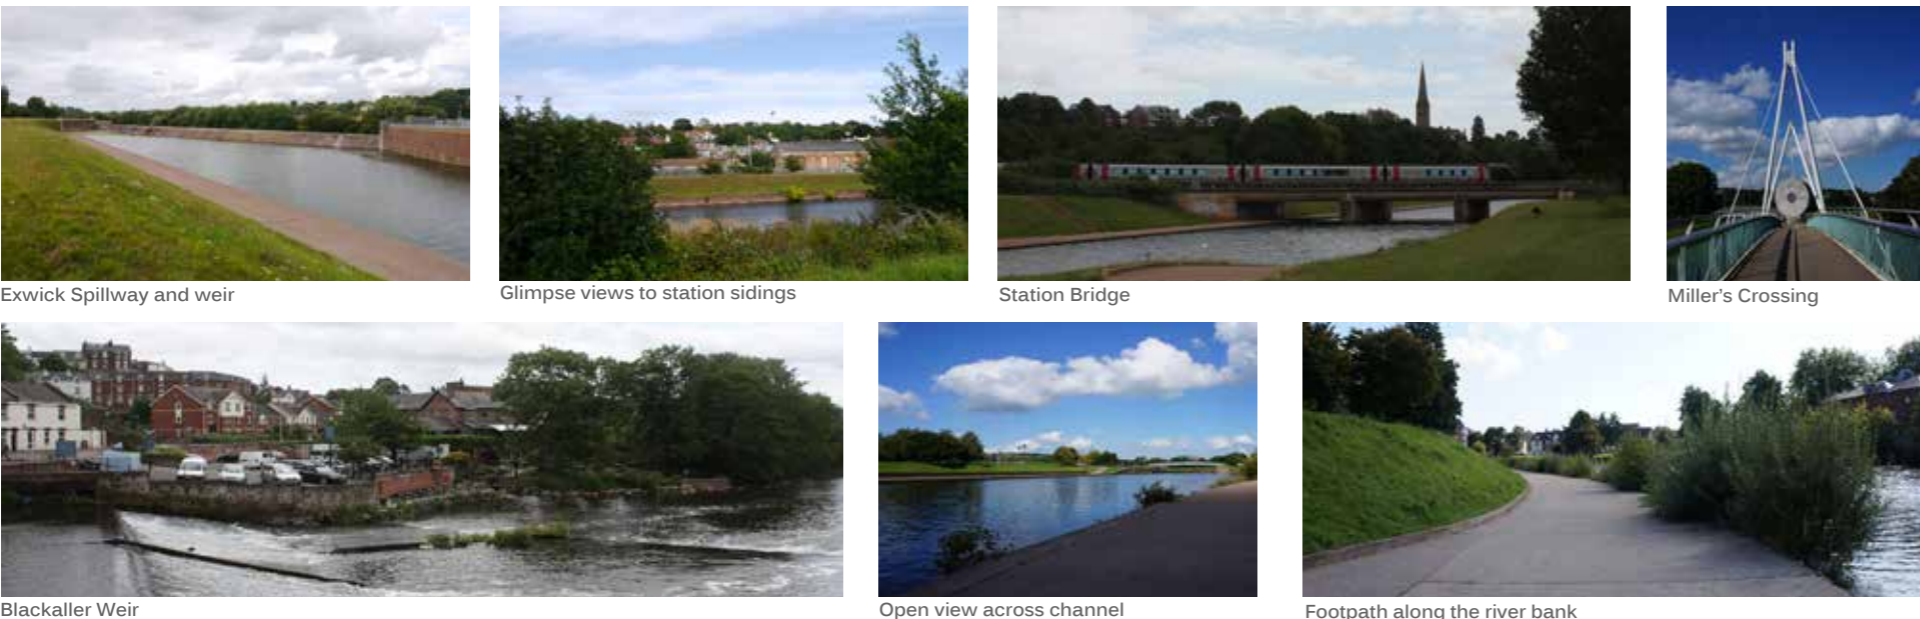 Exwick Spillway and weir
Glimpse views to station sidings
Station Bridge
Miller's Crossing
Blackaller Weir
Open view across channel
Footpath along the river bank